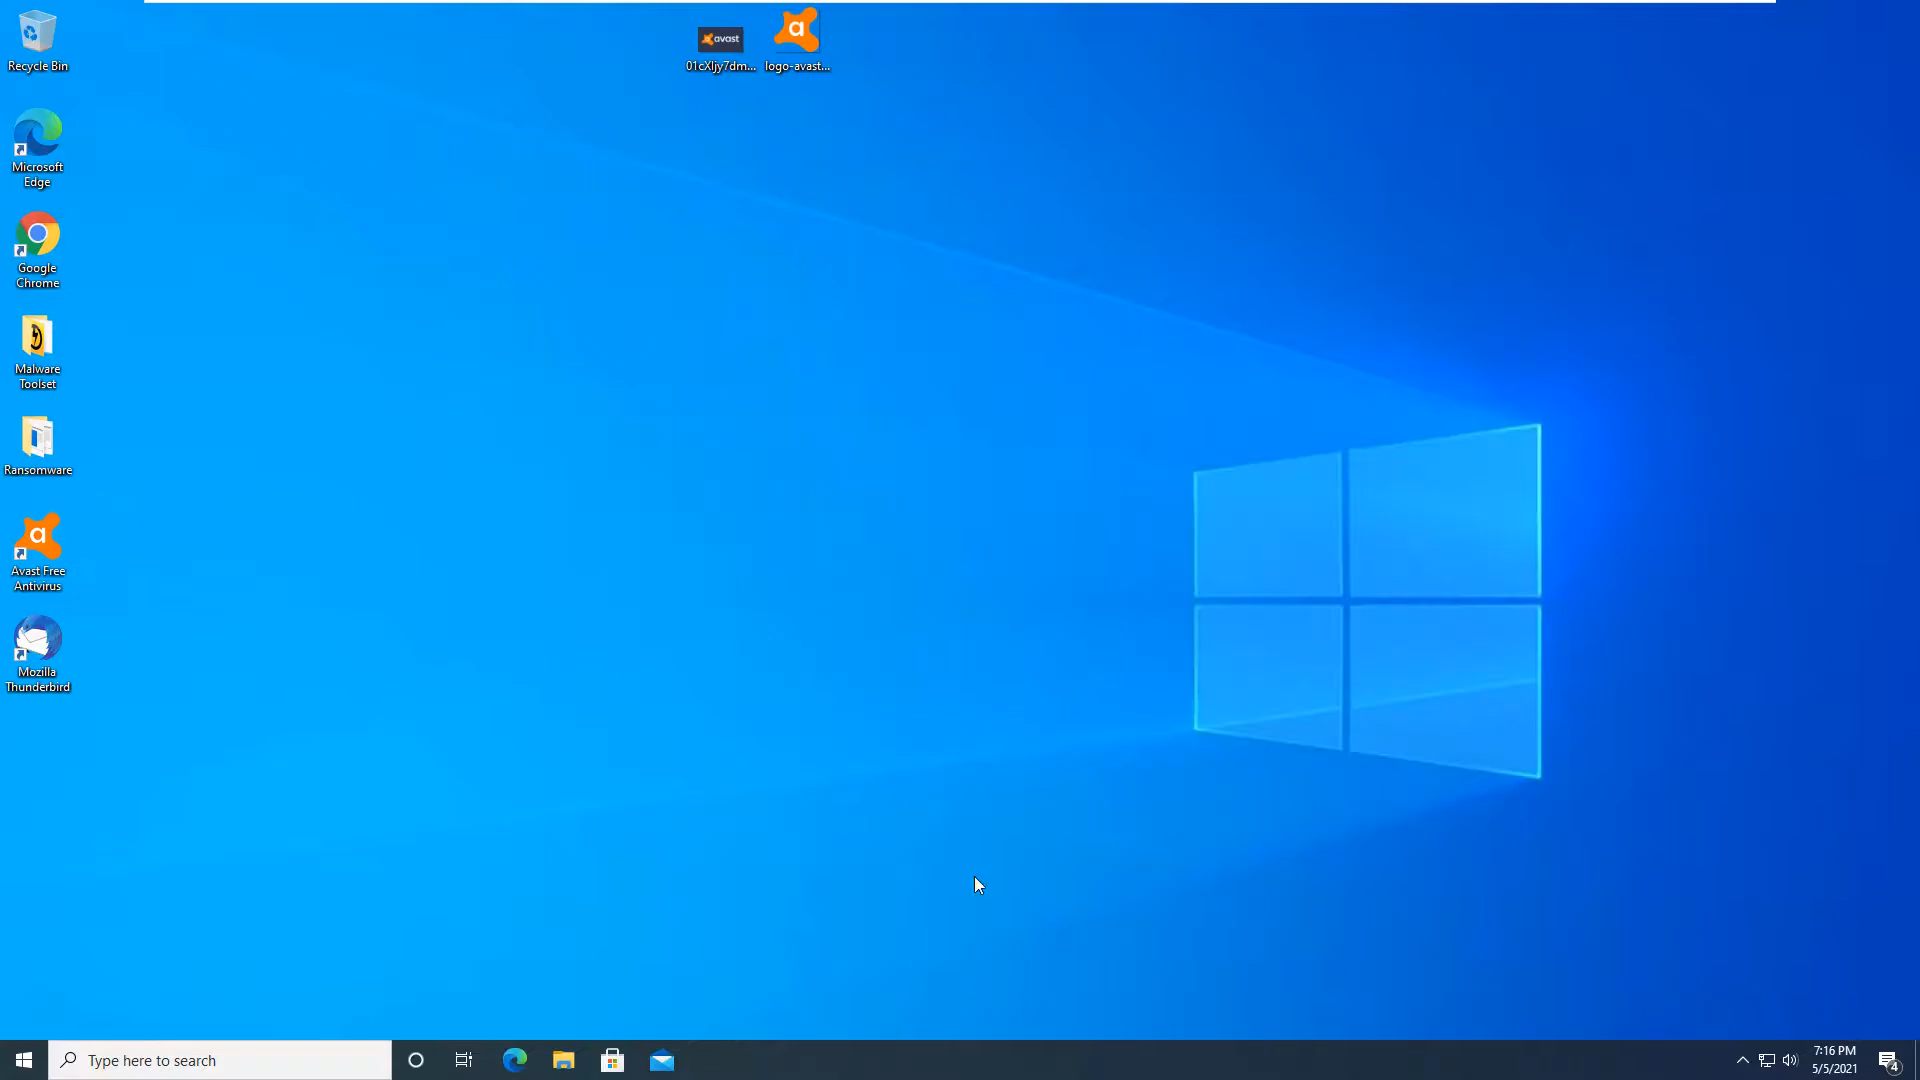 Recycle Bin
avast
01cXljy7dm...
a
logo-avast...
Microsoft
Edge
Google
Chrome
Malware
Toolset
Ransomware
a
Avast Free
Antivirus
Mozilla
Thunderbird
Type here to search
7:16 PM
5/5/2021
4